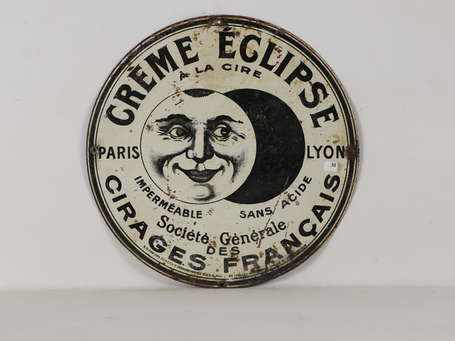 CRÈME ÉCLIPSE
À LA CIRE
PARIS LYON
IMPERMÉABLE SANS ACIDE
Société Générale
DES
CIRAGES FRANÇAIS